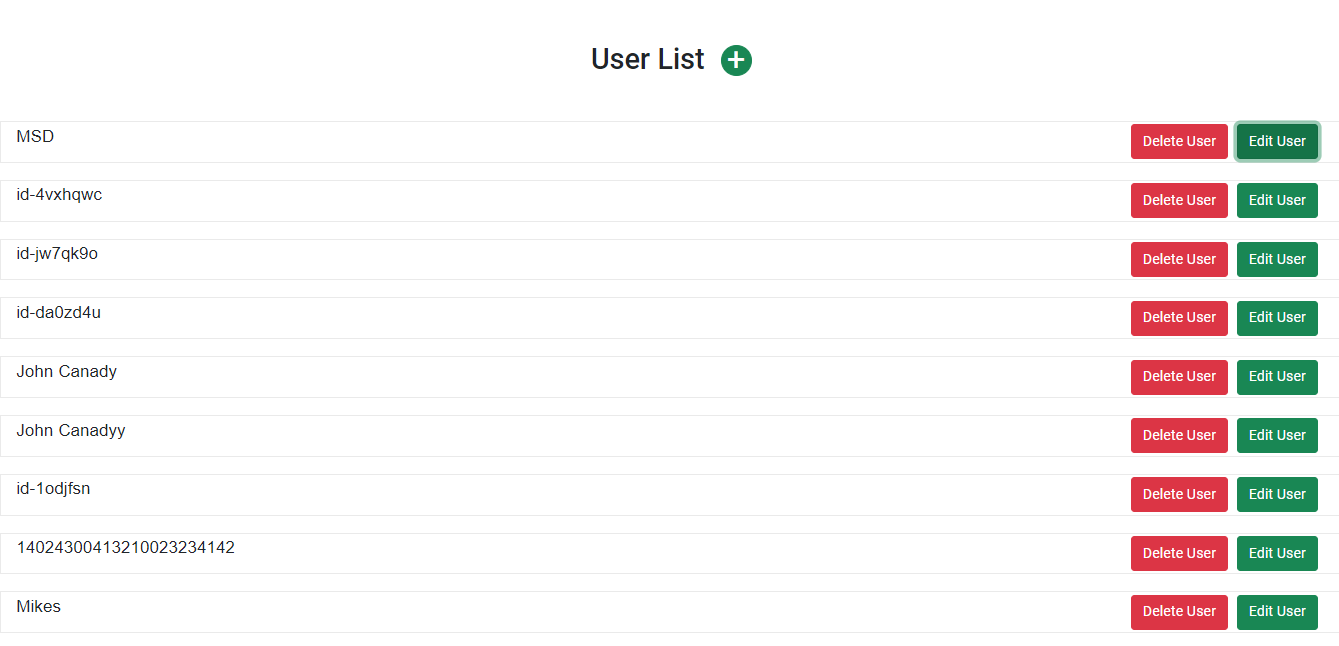 User List
MSD Delete User Edit User
id-4vxhqwc Delete User Edit User
id-jw7qk9o Delete User Edit User
id-da0zd4u Delete User Edit User
John Canady Delete User Edit User
John Canadyy Delete User Edit User
id-1odjfsn Delete User Edit User
14024300413210023234142 Delete User Edit User
Mikes Delete User Edit User